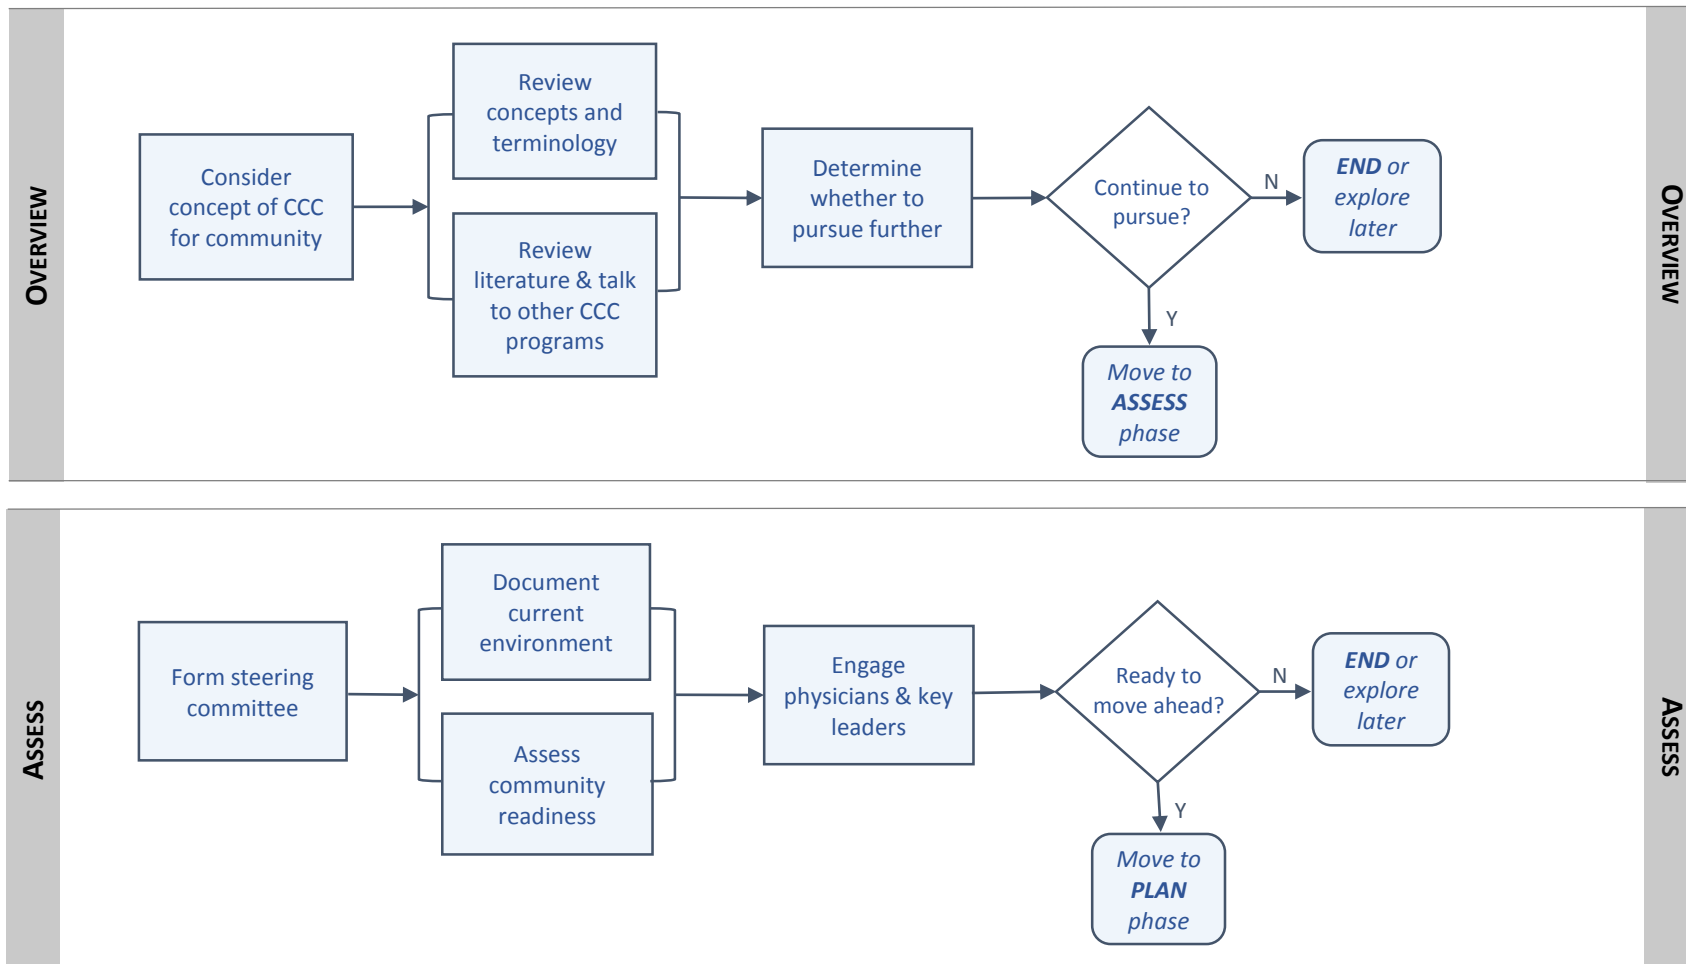 OVERVIEW
Consider
concept of CCC
for community
Review
concepts and
terminology
Review
literature & talk
to other CCC
programs
Determine
whether to
pursue further
Continue to
pursue?
N
END or
explore
later
Y
Move to
ASSESS
phase
OVERVIEW
ASSESS
Form steering
committee
Document
current
environment
Assess
community
readiness
Engage
physicians & key
leaders
Ready to
move ahead?
N
END or
explore
later
Y
Move to
PLAN
phase
ASSESS